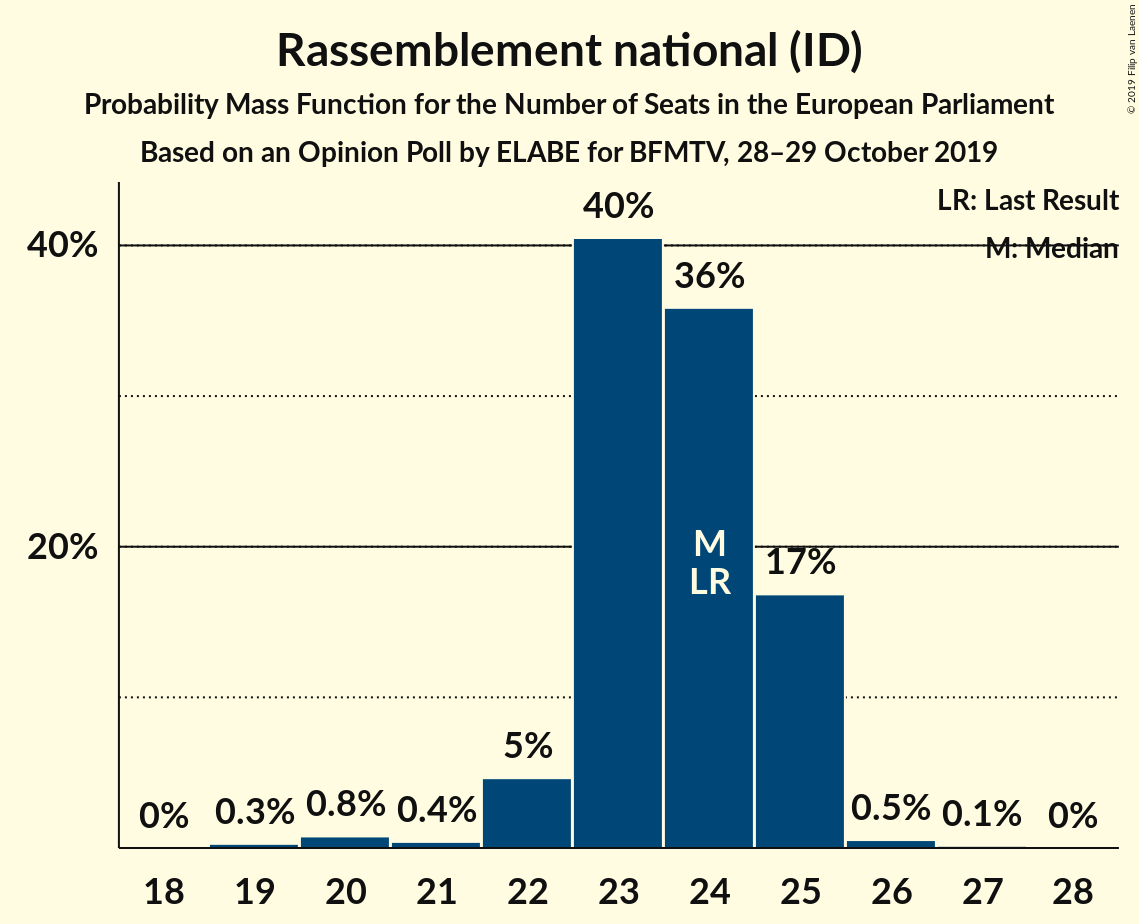 Rassemblement national (ID)
Probability Mass Function for the Number of Seats in the European Parliament
Based on an Opinion Poll by ELABE for BFMTV, 28–29 October 2019
© 2019 Filip van Laenen
LR: Last Result
M: Median
40%
20%
0%
0.3%
0.8%
0.4%
5%
40%
36%
17%
0.5%
0.1%
0%
M
LR
18 19 20 21 22 23 24 25 26 27 28